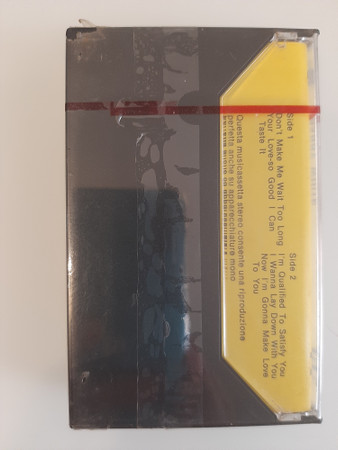 Side 1
Don't Make Me Wait Too Long
Your Love-so Good I Can
Taste It
Side 2
I'm Qualified To Satisfy You
I Wanna Lay Down With You
Now I'm Gonna Make Love
To You
Questa musicassetta stereo consente una riproduzione
perfetta anche su apparecchiature mono